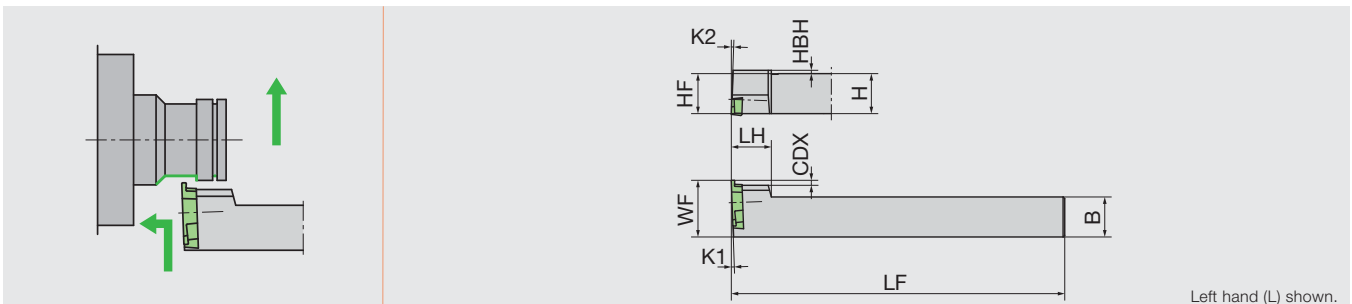 K2
HBH
HF
H
LH
CDX
WF
B
K1
LF
Left hand (L) shown.